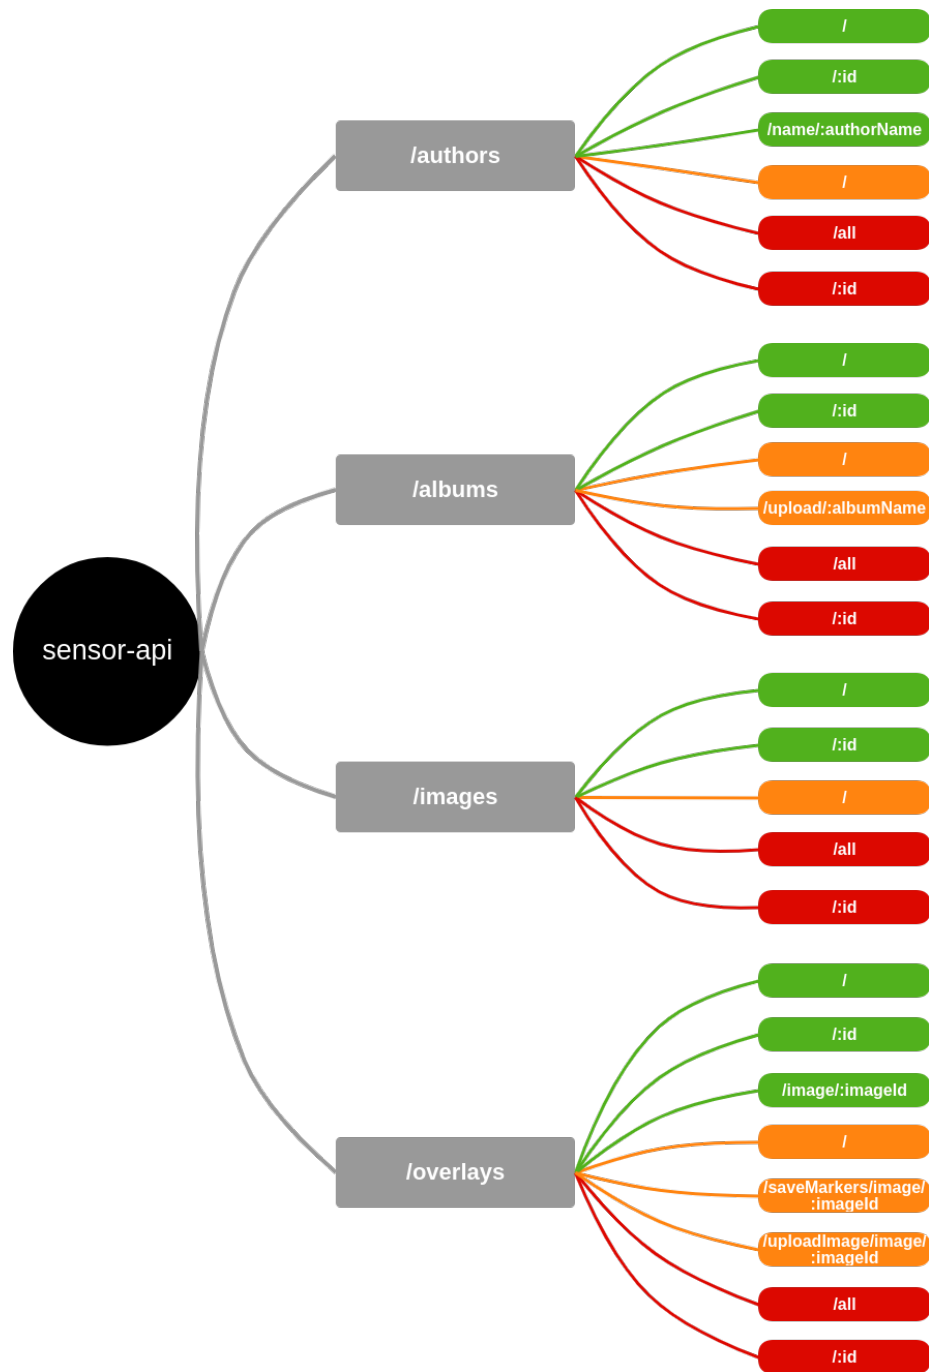 /
/:id
/name/:authorName
/authors
/
/all
/:id
/
/:id
/albums
/
/upload/:albumName
/all
/:id
sensor-api
/
/:id
/images
/
/all
/:id
/
/:id
/image/:imageId
/
/overlays
/saveMarkers/image/
:imageId
/uploadImage/image/
:imageId
/all
/:id